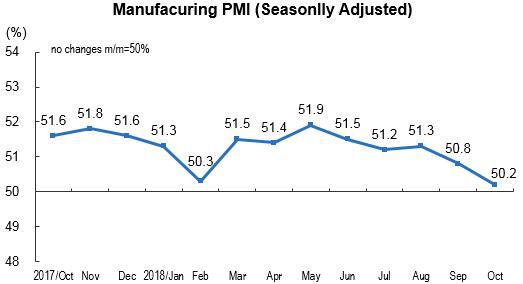 Manufacuring PMI (Seasonlly Adjusted)
(%)
54
no changes m/m=50%
53
52
51.6 51.8 51.6 51.3 50.3 51.5 51.4 51.9 51.5 51.2 51.3 50.8 50.2
51
50
49
48
2017/Oct Nov Dec 2018/Jan Feb Mar Apr May Jun Jul Aug Sep Oct